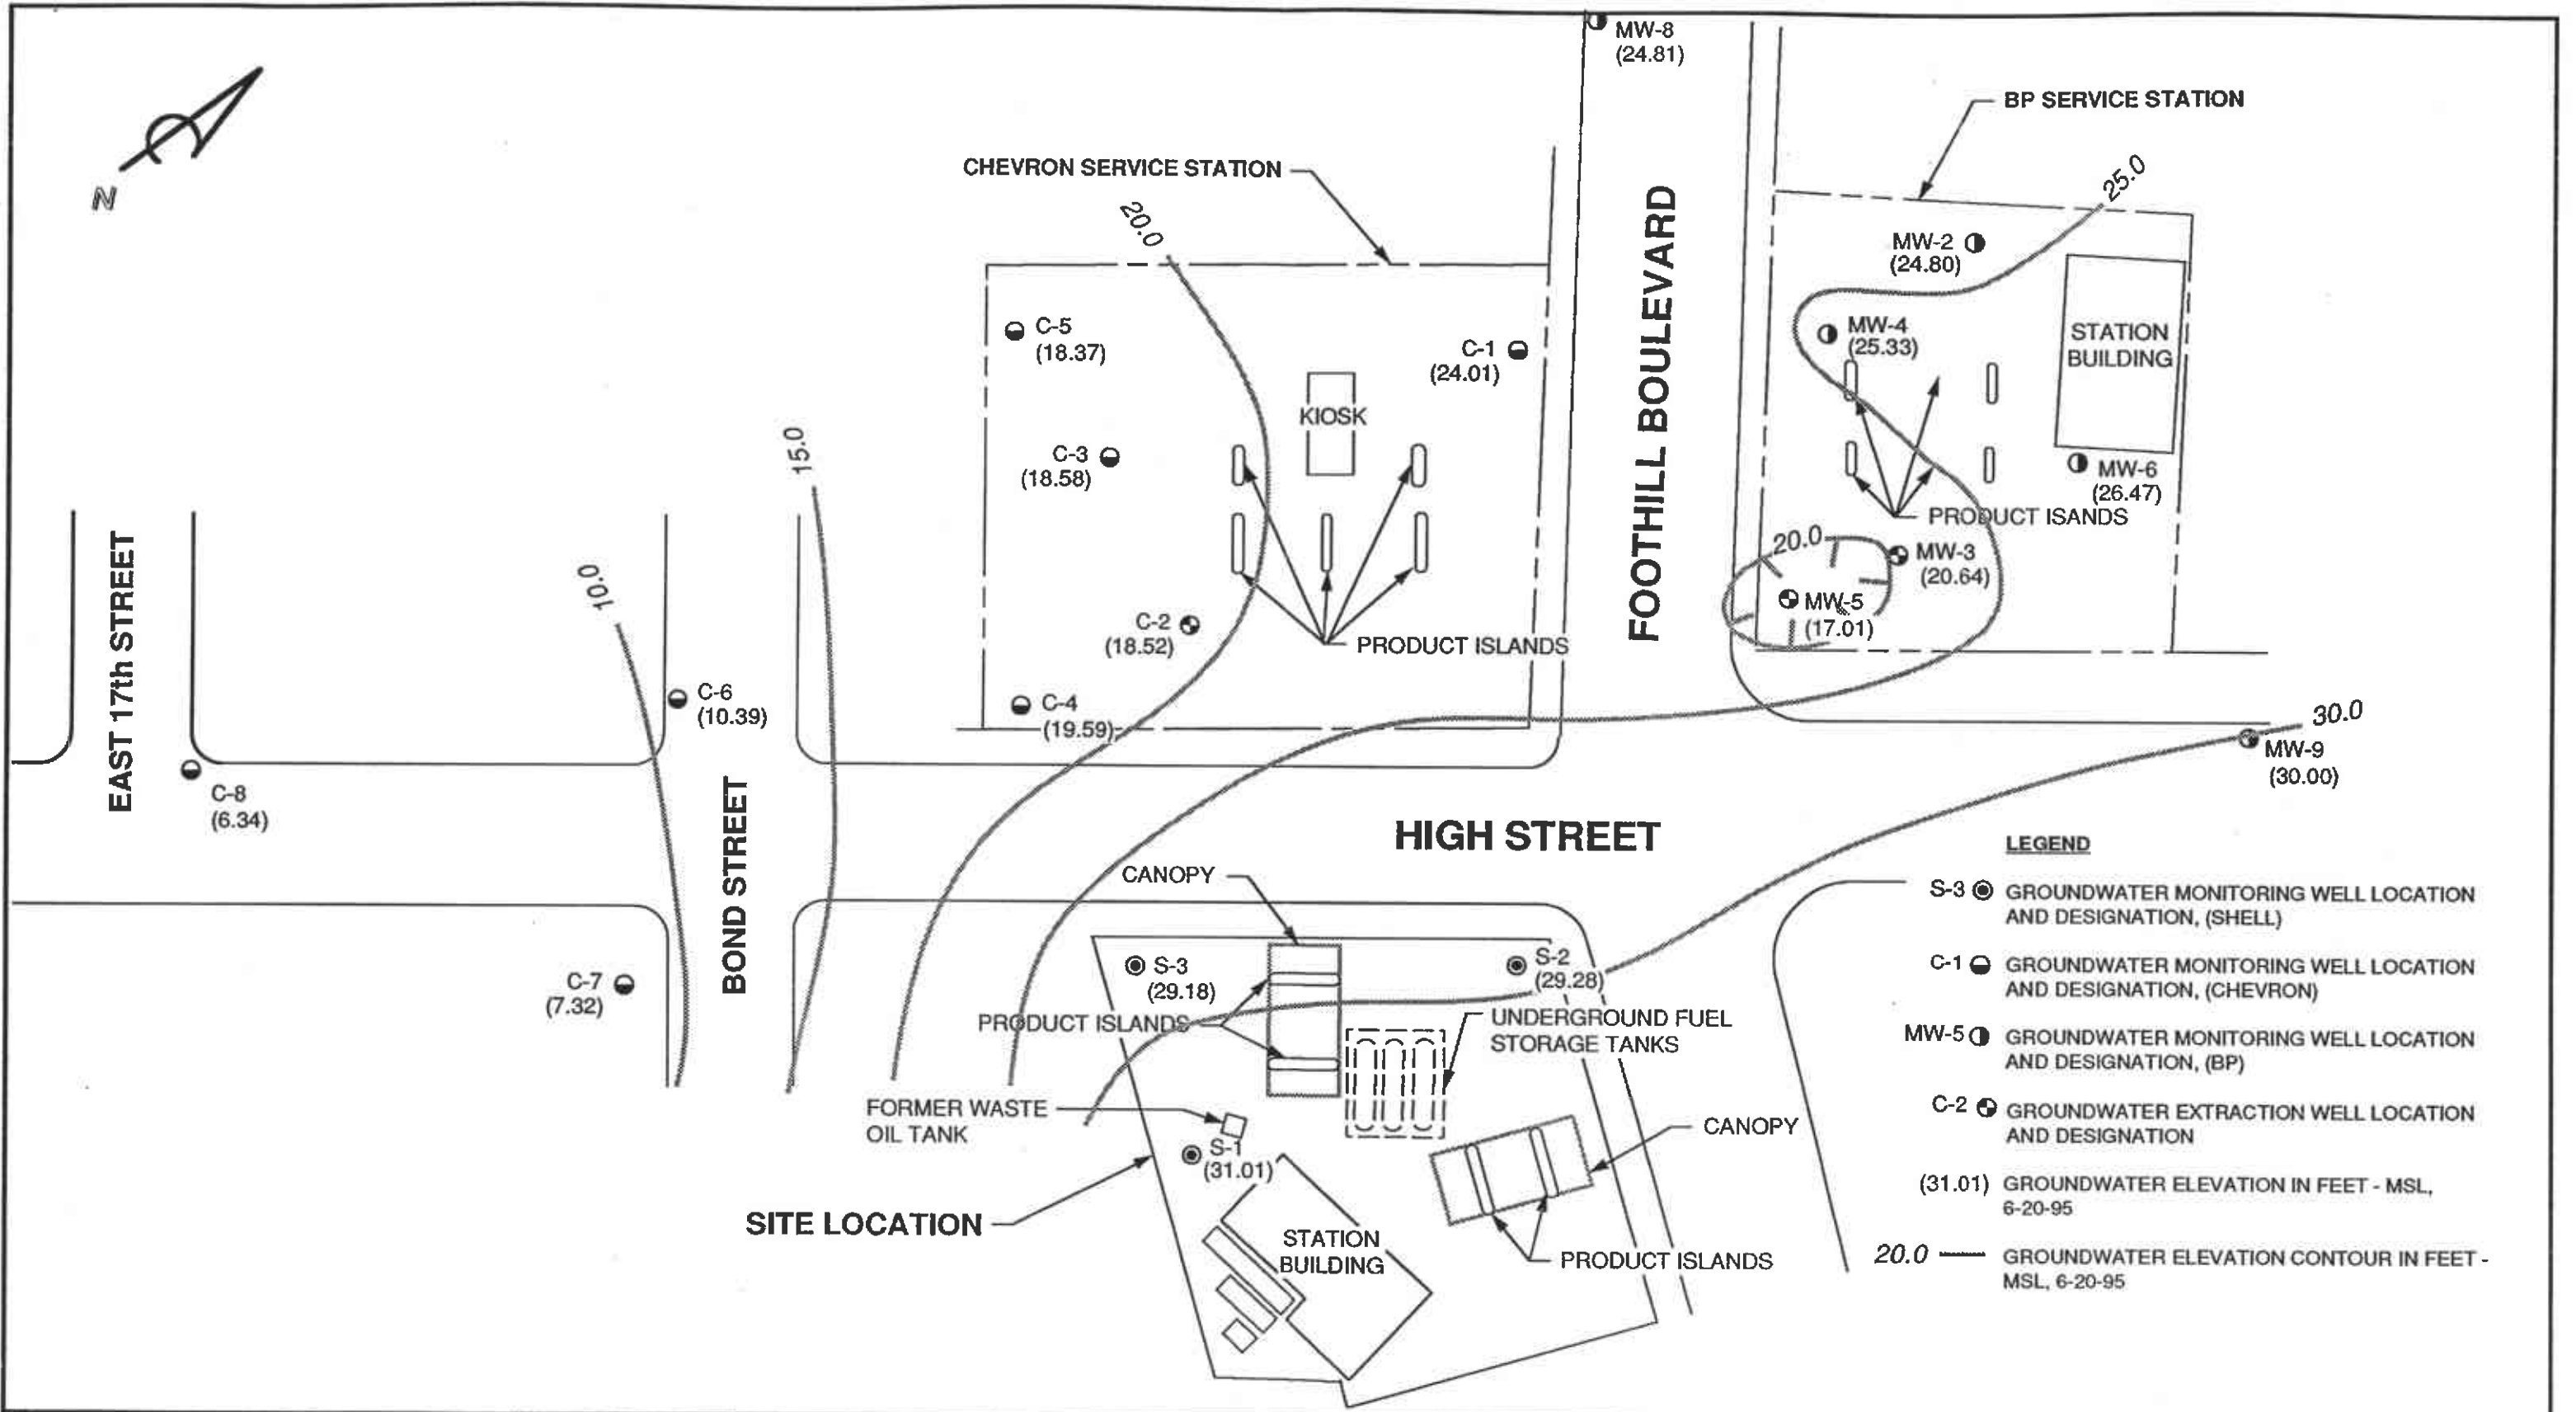 MW-8
(24.81)
BP SERVICE STATION
CHEVRON SERVICE STATION
N
20.0
25.0
MW-2
(24.80)
C-5
(18.37)
C-1
(24.01)
MW-4
(25.33)
STATION
BUILDING
KIOSK
FOOTHILL BOULEVARD
15.0
C-3
(18.58)
MW-6
(26.47)
PRODUCT ISANDS
20.0
MW-3
(20.64)
10.0
EAST 17th STREET
C-2
(18.52)
PRODUCT ISLANDS
MW-5
(17.01)
C-6
(10.39)
C-4
(19.59)
30.0
MW-9
(30.00)
C-8
(6.34)
BOND STREET
HIGH STREET
CANOPY
C-7
(7.32)
S-3
(29.18)
S-2
(29.28)
PRODUCT ISLANDS
UNDERGROUND FUEL
STORAGE TANKS
FORMER WASTE
OIL TANK
CANOPY
S-1
(31.01)
SITE LOCATION
STATION
BUILDING
PRODUCT ISLANDS
LEGEND
S-3 GROUNDWATER MONITORING WELL LOCATION
AND DESIGNATION, (SHELL)
C-1 GROUNDWATER MONITORING WELL LOCATION
AND DESIGNATION, (CHEVRON)
MW-5 GROUNDWATER MONITORING WELL LOCATION
AND DESIGNATION, (BP)
C-2 GROUNDWATER EXTRACTION WELL LOCATION
AND DESIGNATION
(31.01) GROUNDWATER ELEVATION IN FEET - MSL,
6-20-95
20.0 GROUNDWATER ELEVATION CONTOUR IN FEET -
MSL, 6-20-95